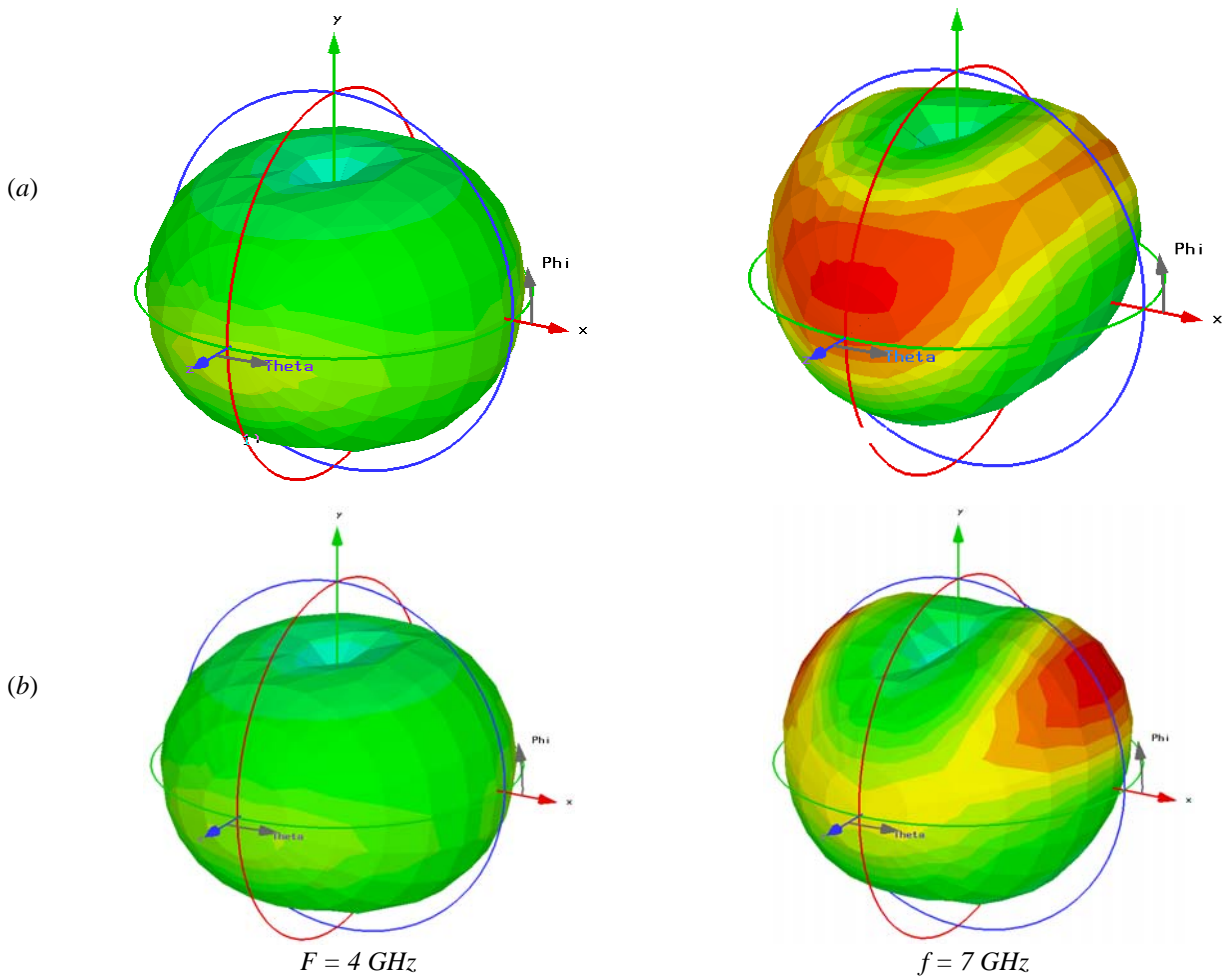 y
(a)
Phi
Phi
x
x
z
Theta
Theta
y
y
(b)
Phi
Phi
x
x
Theta
Theta
F = 4 GHz
f = 7 GHz